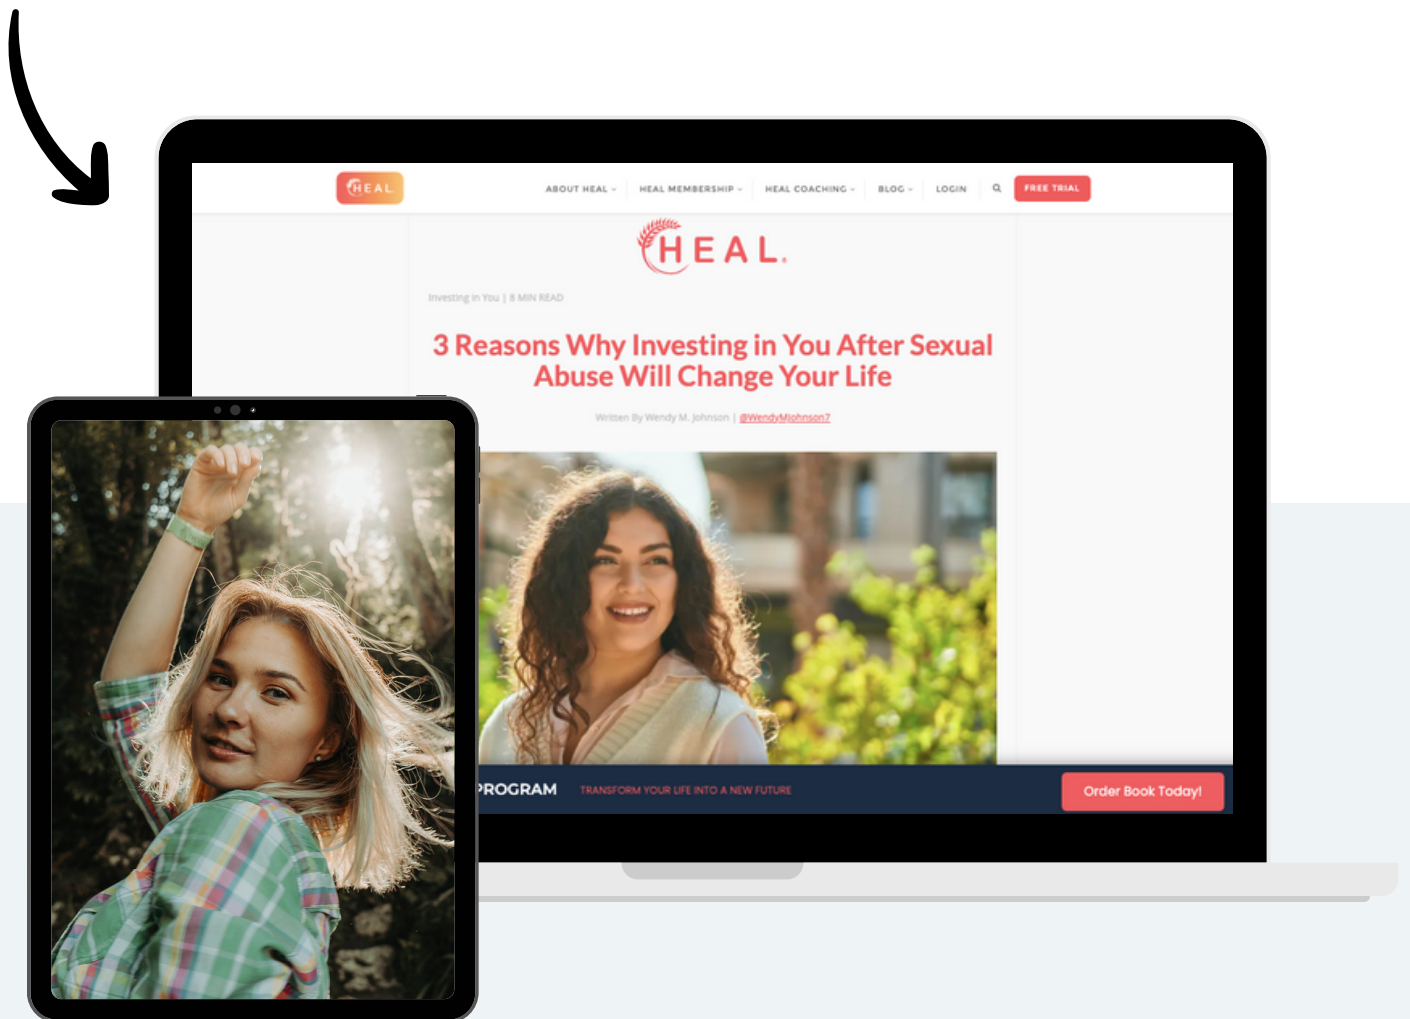 HEAL
ABOUT HEAL
HEAL MEMBERSHIP
HEAL COACHING
BLOG
LOGIN
FREE TRIAL
HEAL®
Investing in You | 8 MIN READ
3 Reasons Why Investing in You After Sexual
Abuse Will Change Your Life
Written By Wendy M. Johnson | @WendyMJohnson7
PROGRAM
TRANSFORM YOUR LIFE INTO A NEW FUTURE
Order Book Today!